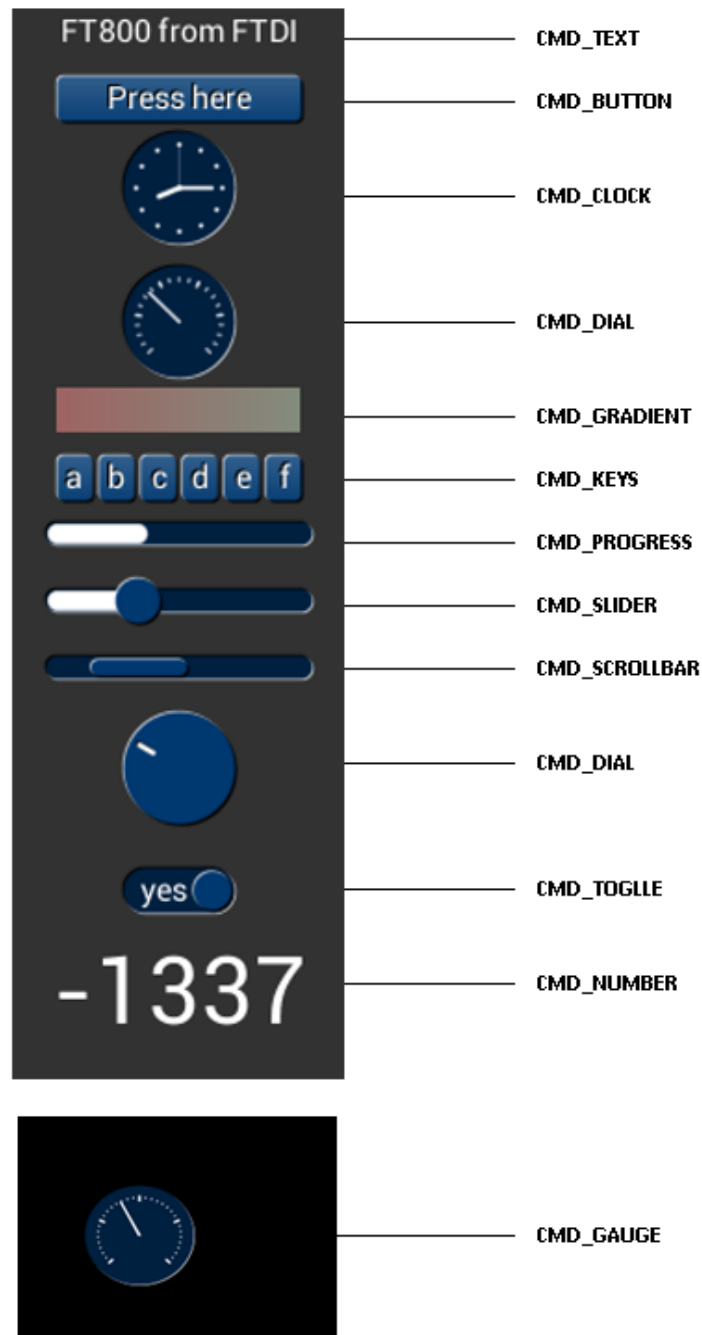 FT800 from FTDI
CMD_TEXT
Press here
CMD_BUTTON
CMD_CLOCK
CMD_DIAL
CMD_GRADIENT
a b c d e f
CMD_KEYS
CMD_PROGRESS
CMD_SLIDER
CMD_SCROLLBAR
CMD_DIAL
yes
CMD_TOGLLE
-1337
CMD_NUMBER
CMD_GAUGE